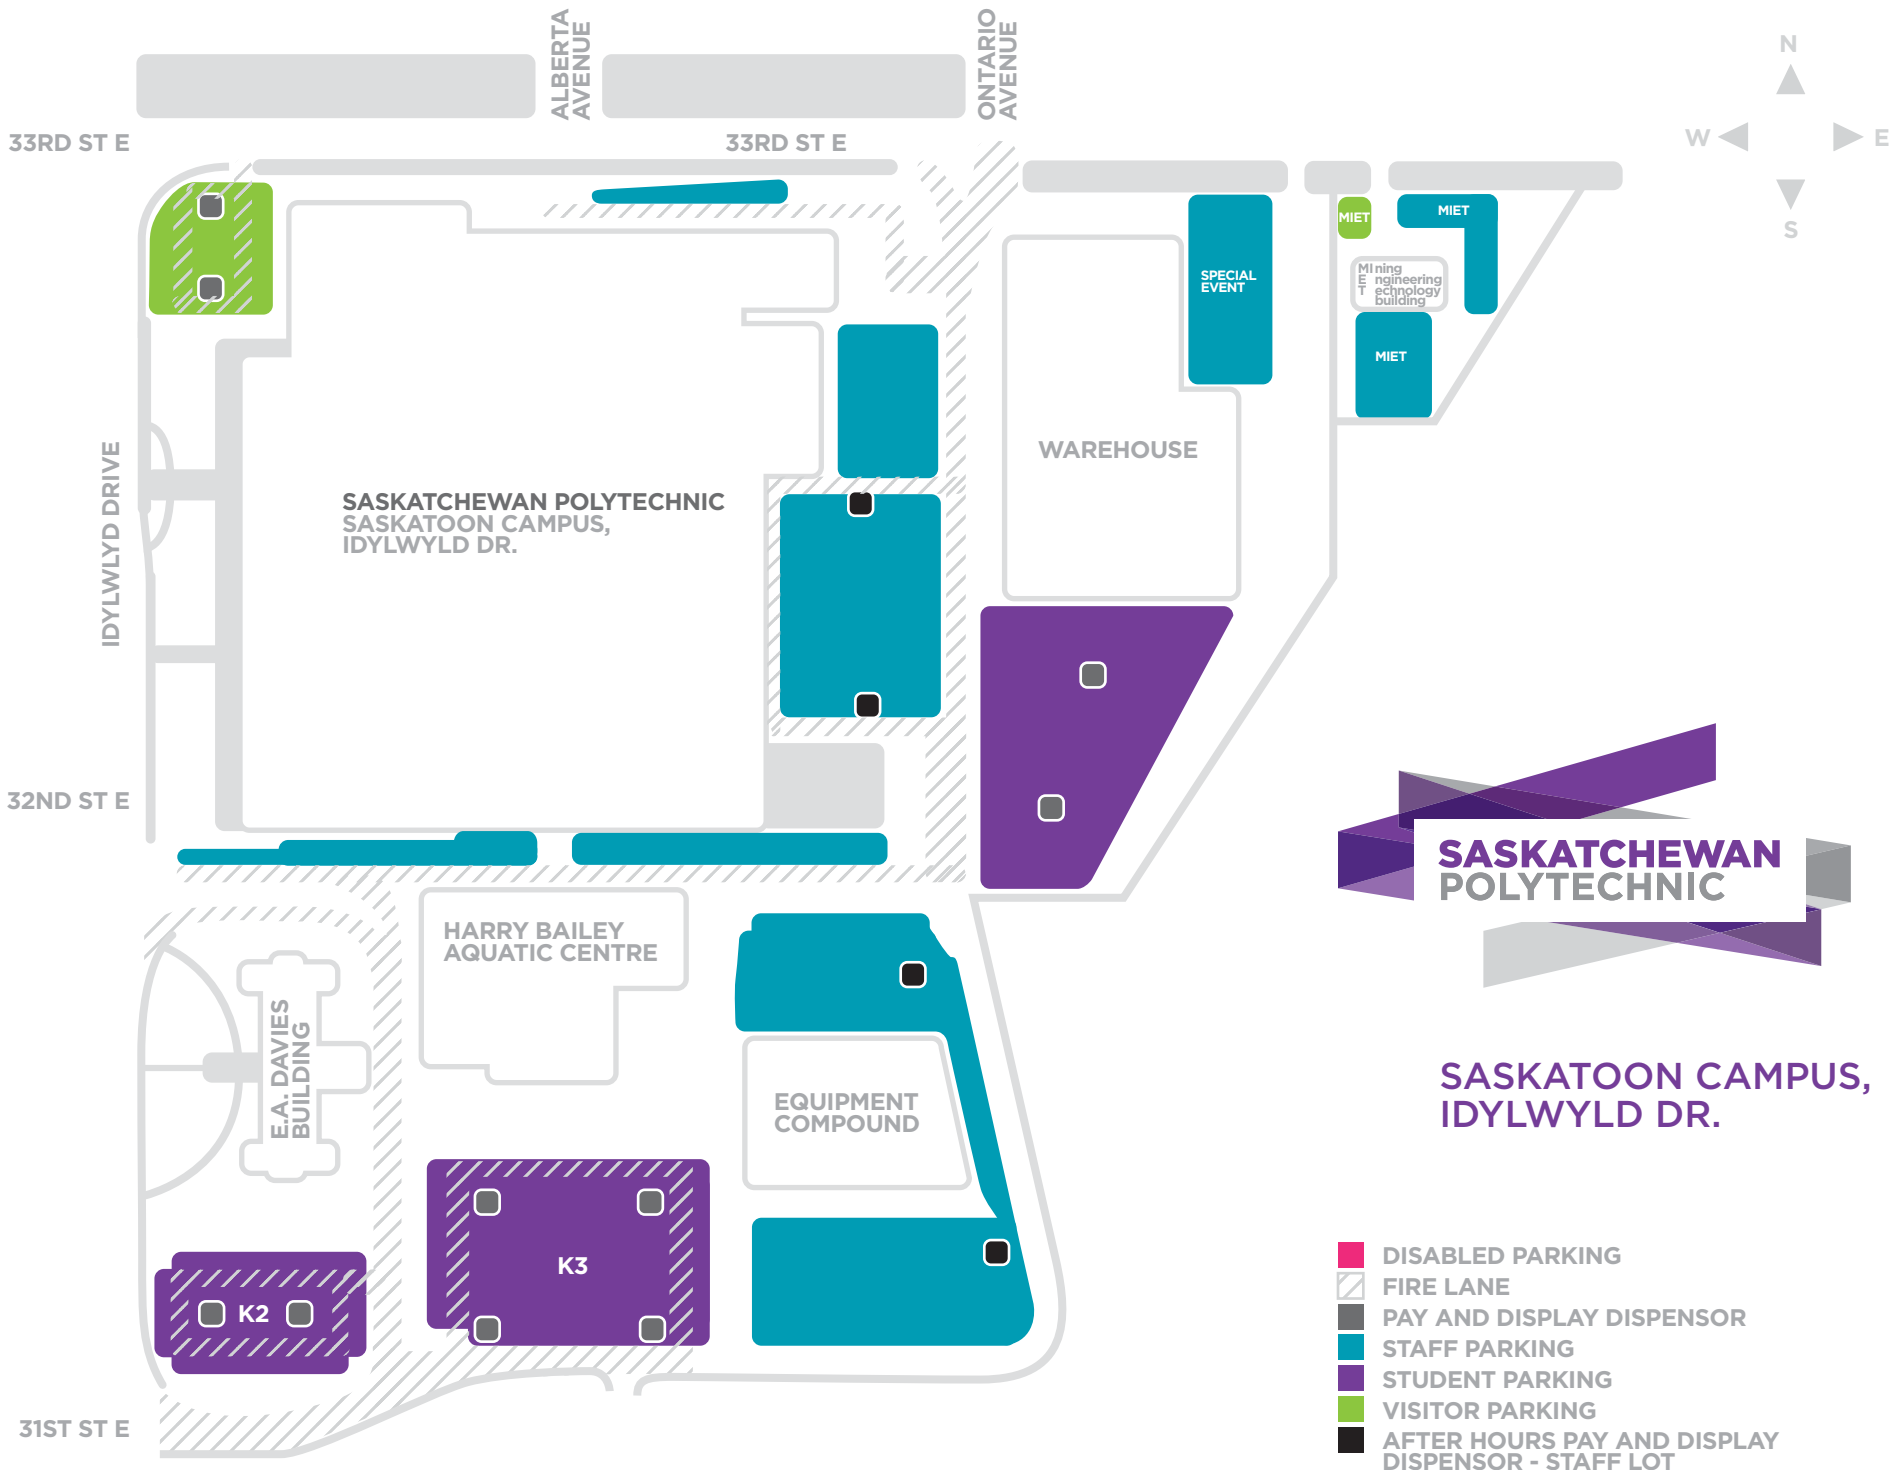 ALBERTA
AVENUE
ONTARIO
AVENUE
N
W
E
S
33RD ST E
33RD ST E
MIET
MIET
SPECIAL
EVENT
MIning
Engineering
Technology
building
MIET
WAREHOUSE
IDYLWLYD DRIVE
SASKATCHEWAN POLYTECHNIC
SASKATOON CAMPUS,
IDYLWYLD DR.
32ND ST E
SASKATCHEWAN
POLYTECHNIC
HARRY BAILEY
AQUATIC CENTRE
E.A. DAVIES
BUILDING
EQUIPMENT
COMPOUND
SASKATOON CAMPUS,
IDYLWYLD DR.
K3
K2
31ST ST E
DISABLED PARKING
FIRE LANE
PAY AND DISPLAY DISPENSOR
STAFF PARKING
STUDENT PARKING
VISITOR PARKING
AFTER HOURS PAY AND DISPLAY
DISPENSOR - STAFF LOT